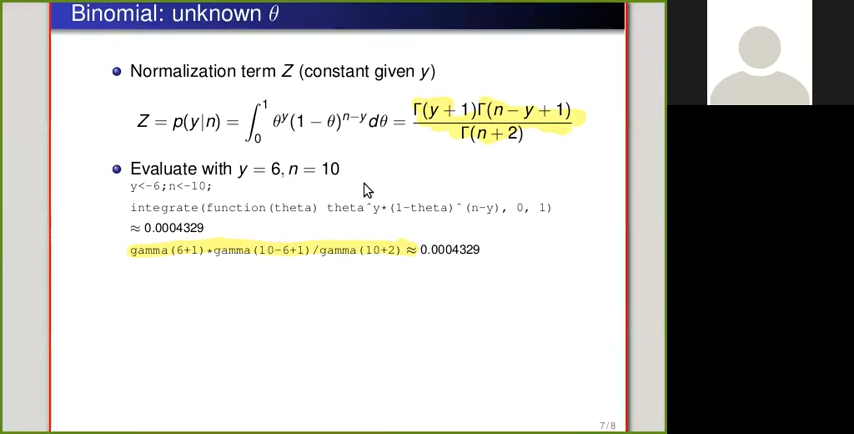 Binomial: unknown θ
Normalization term Z (constant given y)
Z = p(y|n) = ∫₀¹ θ^y(1 − θ)^{n−y}dθ = Γ(y + 1)Γ(n − y + 1) / Γ(n + 2)
Evaluate with y = 6, n = 10
y<-6;n<-10;
integrate(function(theta) theta^y*(1-theta)^(n-y), 0, 1)
≈ 0.0004329
gamma(6+1)*gamma(10-6+1)/gamma(10+2) ≈ 0.0004329
7/8